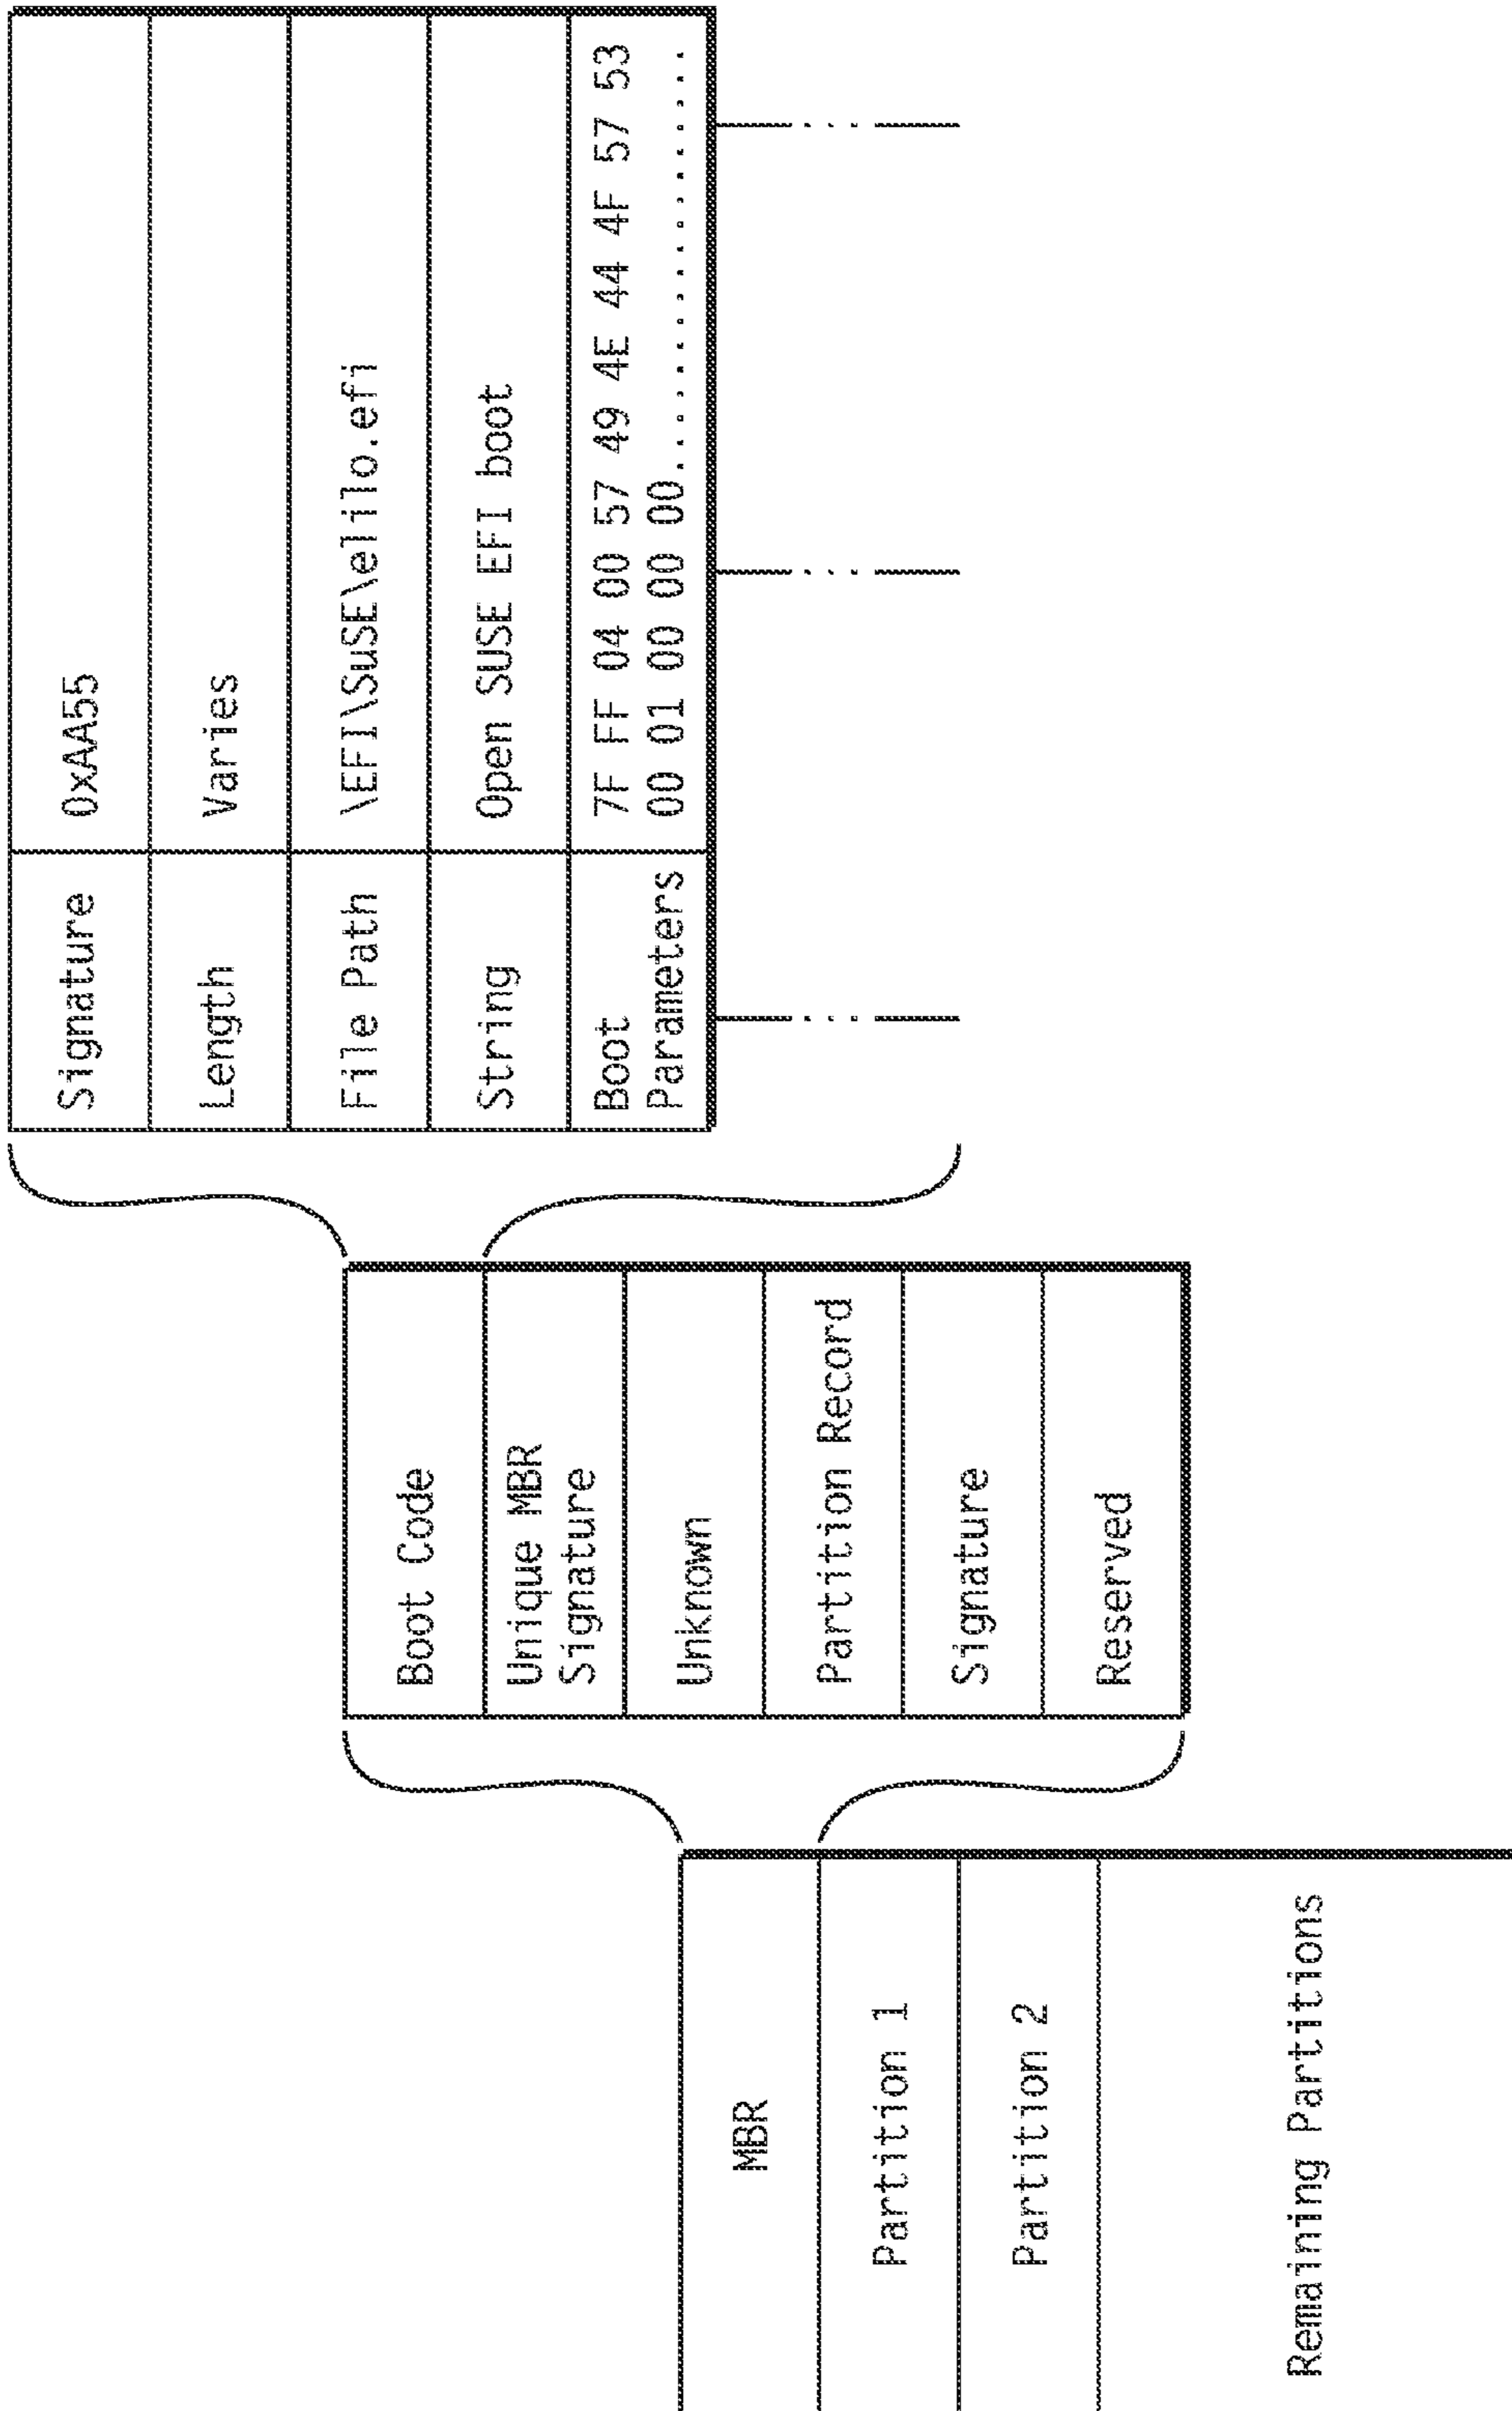 MBR
Partition 1
Partition 2
Remaining Partitions
Boot Code
Unique MBR
Signature
Unknown
Partition Record
Signature
Reserved
Signature 0xAA55
Length Varies
File Path \EFI\SuSE\elilo.efi
String Open SUSE EFI boot
Boot 7F FF 04 00 57 49 4E 44 4F 57 53
Parameters 00 01 00 00 00..................